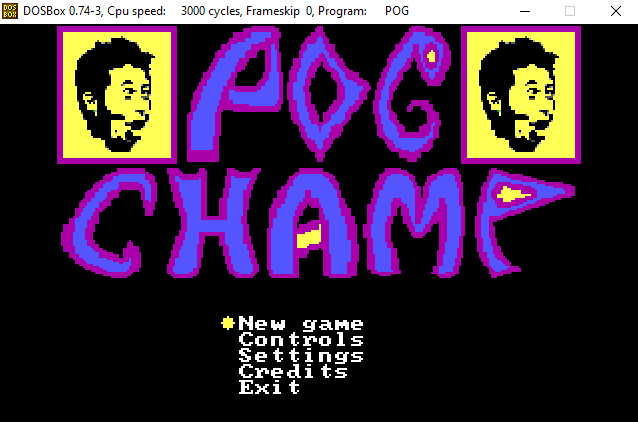 DOSBox 0.74-3, Cpu speed: 3000 cycles, Frameskip 0, Program: POG
POG
CHAMP
New game
Controls
Settings
Credits
Exit